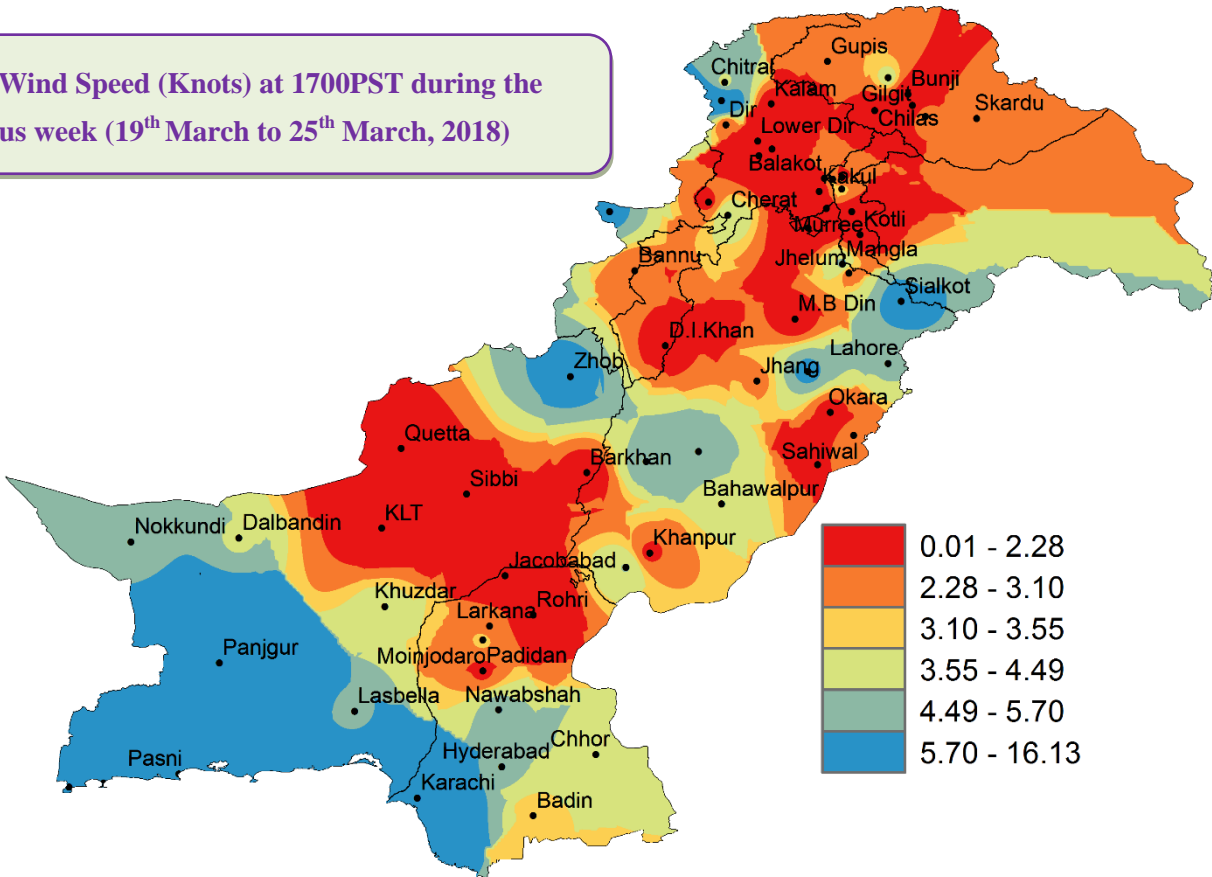 Wind Speed (Knots) at 1700PST during the
us week (19th March to 25th March, 2018)
Gupis
Chitral
Bunji
Kalam
Gilgit
Skardu
Dir
Chilas
Lower Dir
Balakot
Kakul
Cherat
Kotli
Murree
Mangla
Bannu
Jhelum
Sialkot
M.B Din
D.I.Khan
Lahore
Zhob
Jhang
Okara
Quetta
Sahiwal
Barkhan
Sibbi
Bahawalpur
Nokkundi
Dalbandin
KLT
Khanpur
Jacobabad
Khuzdar
Rohri
Larkana
Panjgur
Moinjodaro
Padidan
Lasbella
Nawabshah
Chhor
Hyderabad
Pasni
Karachi
Badin
0.01 - 2.28
2.28 - 3.10
3.10 - 3.55
3.55 - 4.49
4.49 - 5.70
5.70 - 16.13